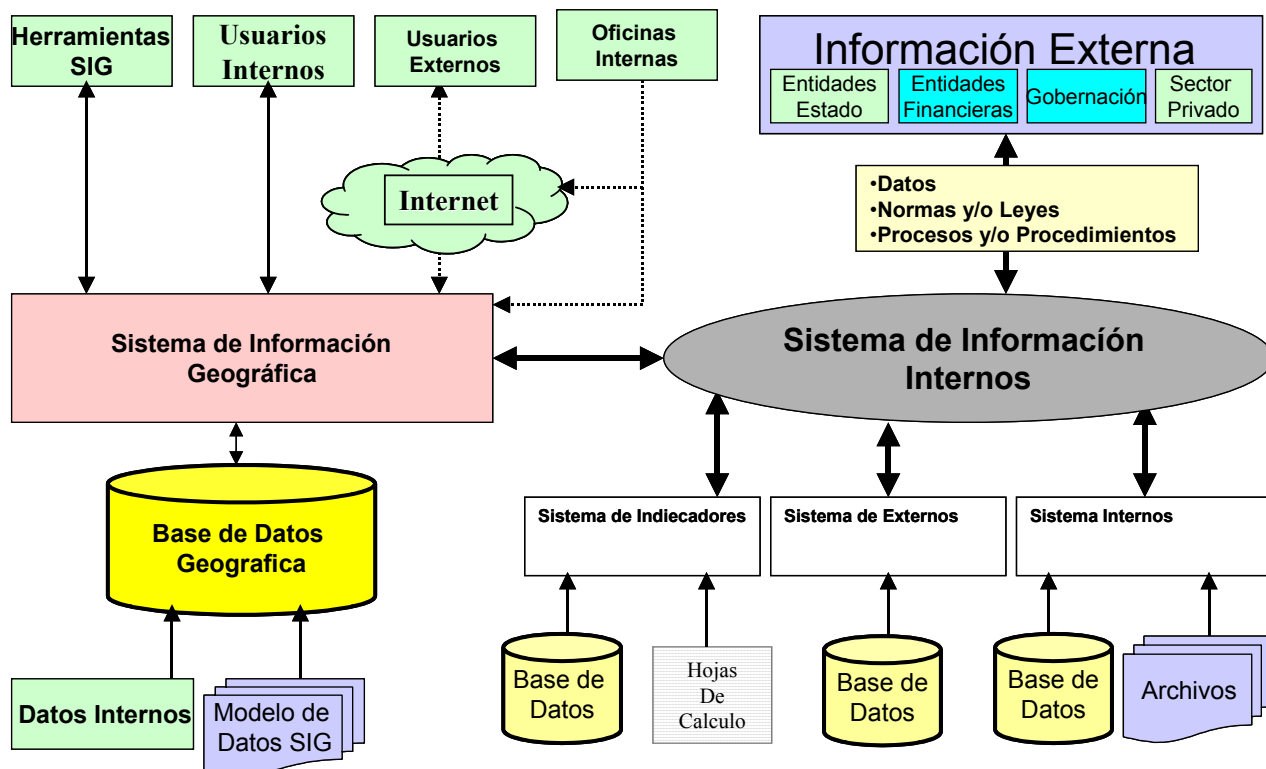 Herramientas
SIG
Usuarios
Internos
Usuarios
Externos
Oficinas
Internas
Información Externa
Entidades
Estado
Entidades
Financieras
Gobernación
Sector
Privado
Internet
•Datos
•Normas y/o Leyes
•Procesos y/o Procedimientos
Sistema de Información
Geográfica
Sistema de Informacíón
Internos
Base de Datos
Geografica
Sistema de Indiecadores
Sistema de Externos
Sistema Internos
Datos Internos
Modelo de
Datos SIG
Base de
Datos
Hojas
De
Calculo
Base de
Datos
Base de
Datos
Archivos